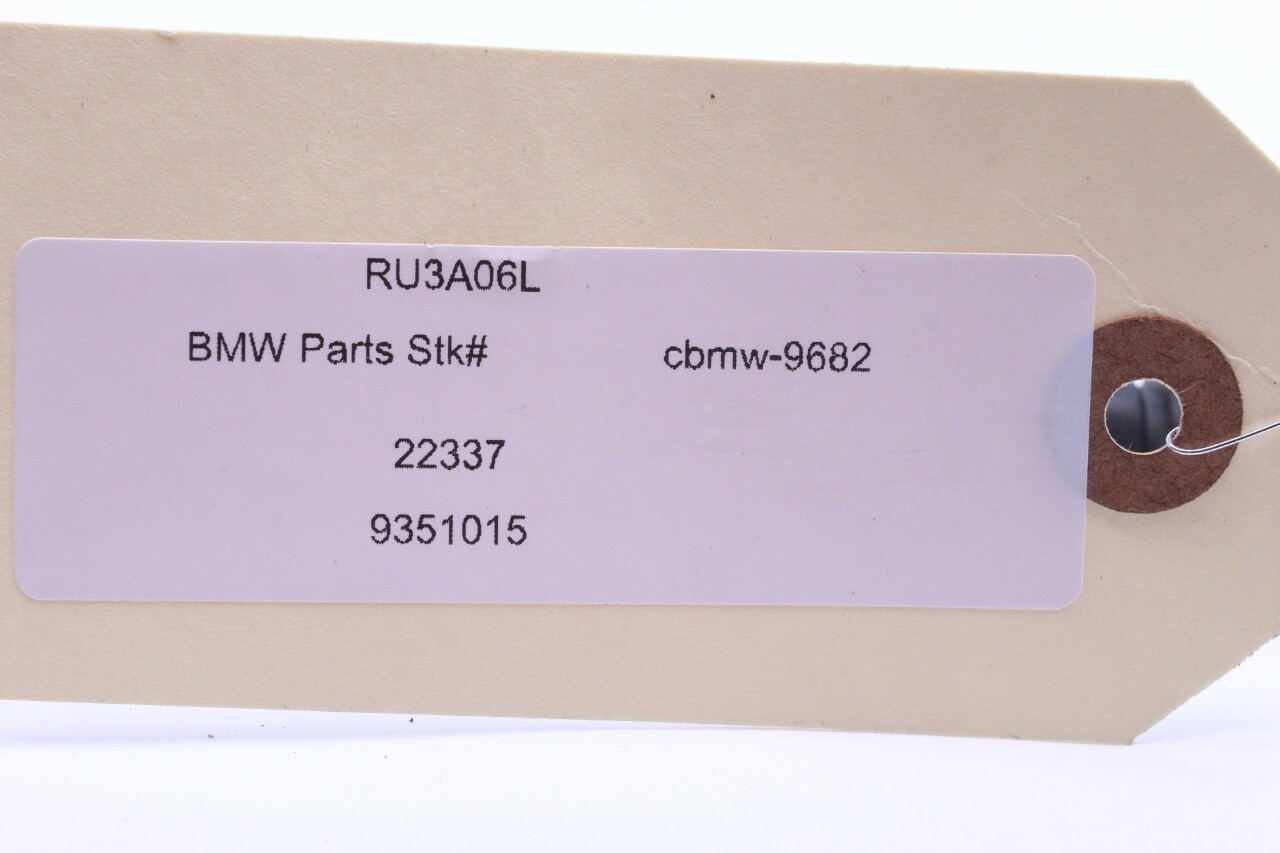 RU3A06L
BMW Parts Stk# cbmw-9682
22337
9351015